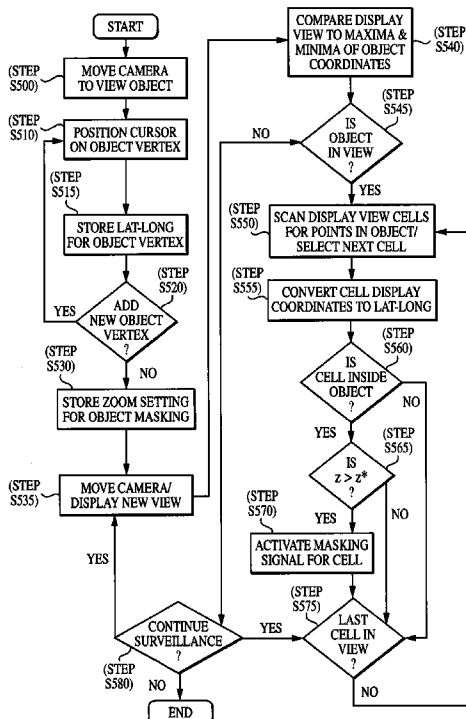 START
(STEP
S500)
MOVE CAMERA
TO VIEW OBJECT
(STEP
S510)
POSITION CURSOR
ON OBJECT VERTEX
(STEP
S515)
STORE LAT-LONG
FOR OBJECT VERTEX
(STEP
S520)
ADD
NEW OBJECT
VERTEX
?
YES
NO
(STEP
S530)
STORE ZOOM SETTING
FOR OBJECT MASKING
(STEP
S535)
MOVE CAMERA/
DISPLAY NEW VIEW
YES
CONTINUE
SURVEILLANCE
?
YES
(STEP
S580)
NO
END
COMPARE DISPLAY
VIEW TO MAXIMA &
MINIMA OF OBJECT
COORDINATES
(STEP
S540)
(STEP
S545)
IS
OBJECT
IN VIEW
?
NO
YES
(STEP
S550)
SCAN DISPLAY VIEW CELLS
FOR POINTS IN OBJECT/
SELECT NEXT CELL
(STEP
S555)
CONVERT CELL DISPLAY
COORDINATES TO LAT-LONG
(STEP
S560)
IS
CELL INSIDE
OBJECT
?
NO
YES
(STEP
S565)
IS
z > z*
?
YES
NO
(STEP
S570)
ACTIVATE MASKING
SIGNAL FOR CELL
(STEP
S575)
LAST
CELL IN
VIEW
?
NO